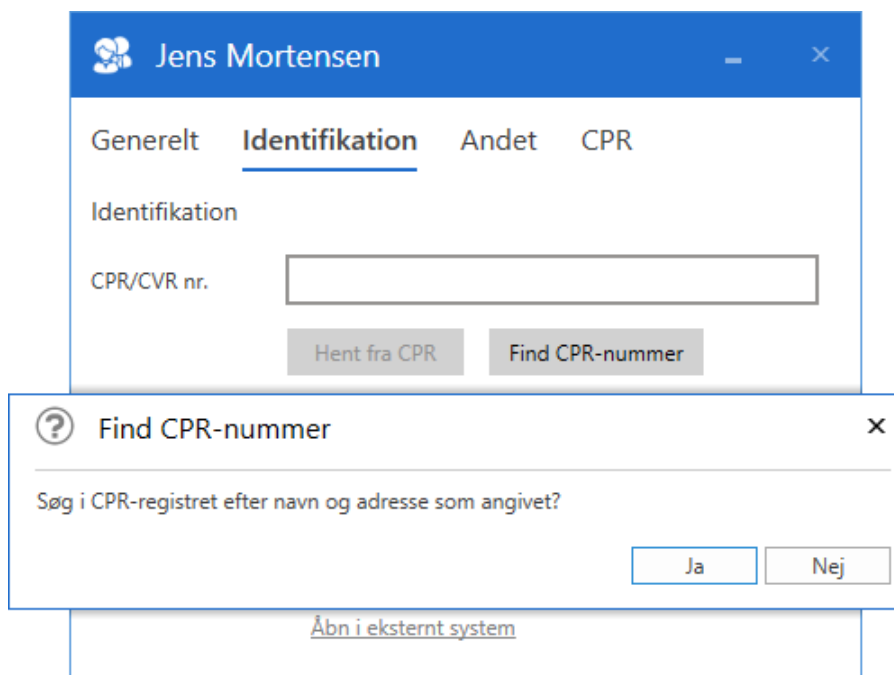 Jens Mortensen
Generelt Identifikation Andet CPR
Identifikation
CPR/CVR nr.
Hent fra CPR Find CPR-nummer
Find CPR-nummer
Søg i CPR-registret efter navn og adresse som angivet?
Ja Nej
Åbn i eksternt system